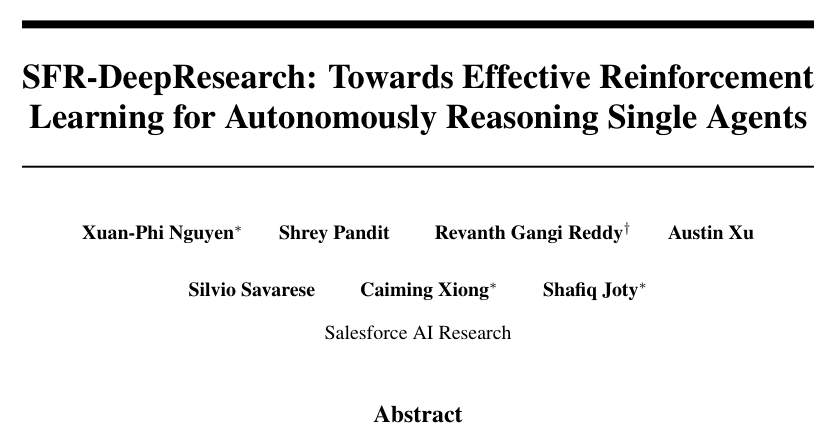 SFR-DeepResearch: Towards Effective Reinforcement
Learning for Autonomously Reasoning Single Agents
Xuan-Phi Nguyen* Shrey Pandit Revanth Gangi Reddy† Austin Xu
Silvio Savarese Caiming Xiong* Shafiq Joty*
Salesforce AI Research
Abstract